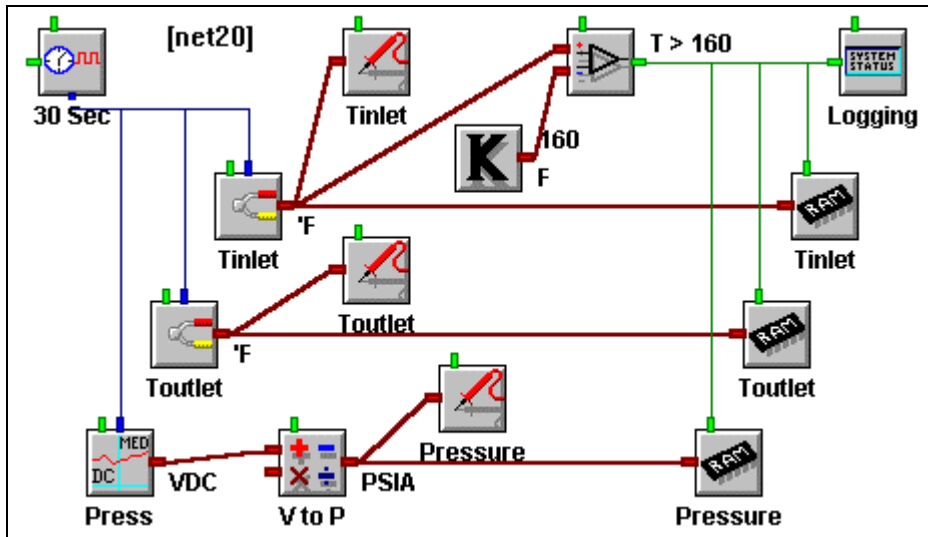 [net20]
T > 160
SYSTEM
STATUS
30 Sec
Tinlet
Logging
K
160
F
RAM
'F
Tinlet
Tinlet
Toutlet
RAM
'F
Toutlet
Toutlet
MED
DC
Pressure
RAM
VDC
PSIA
Press
V to P
Pressure